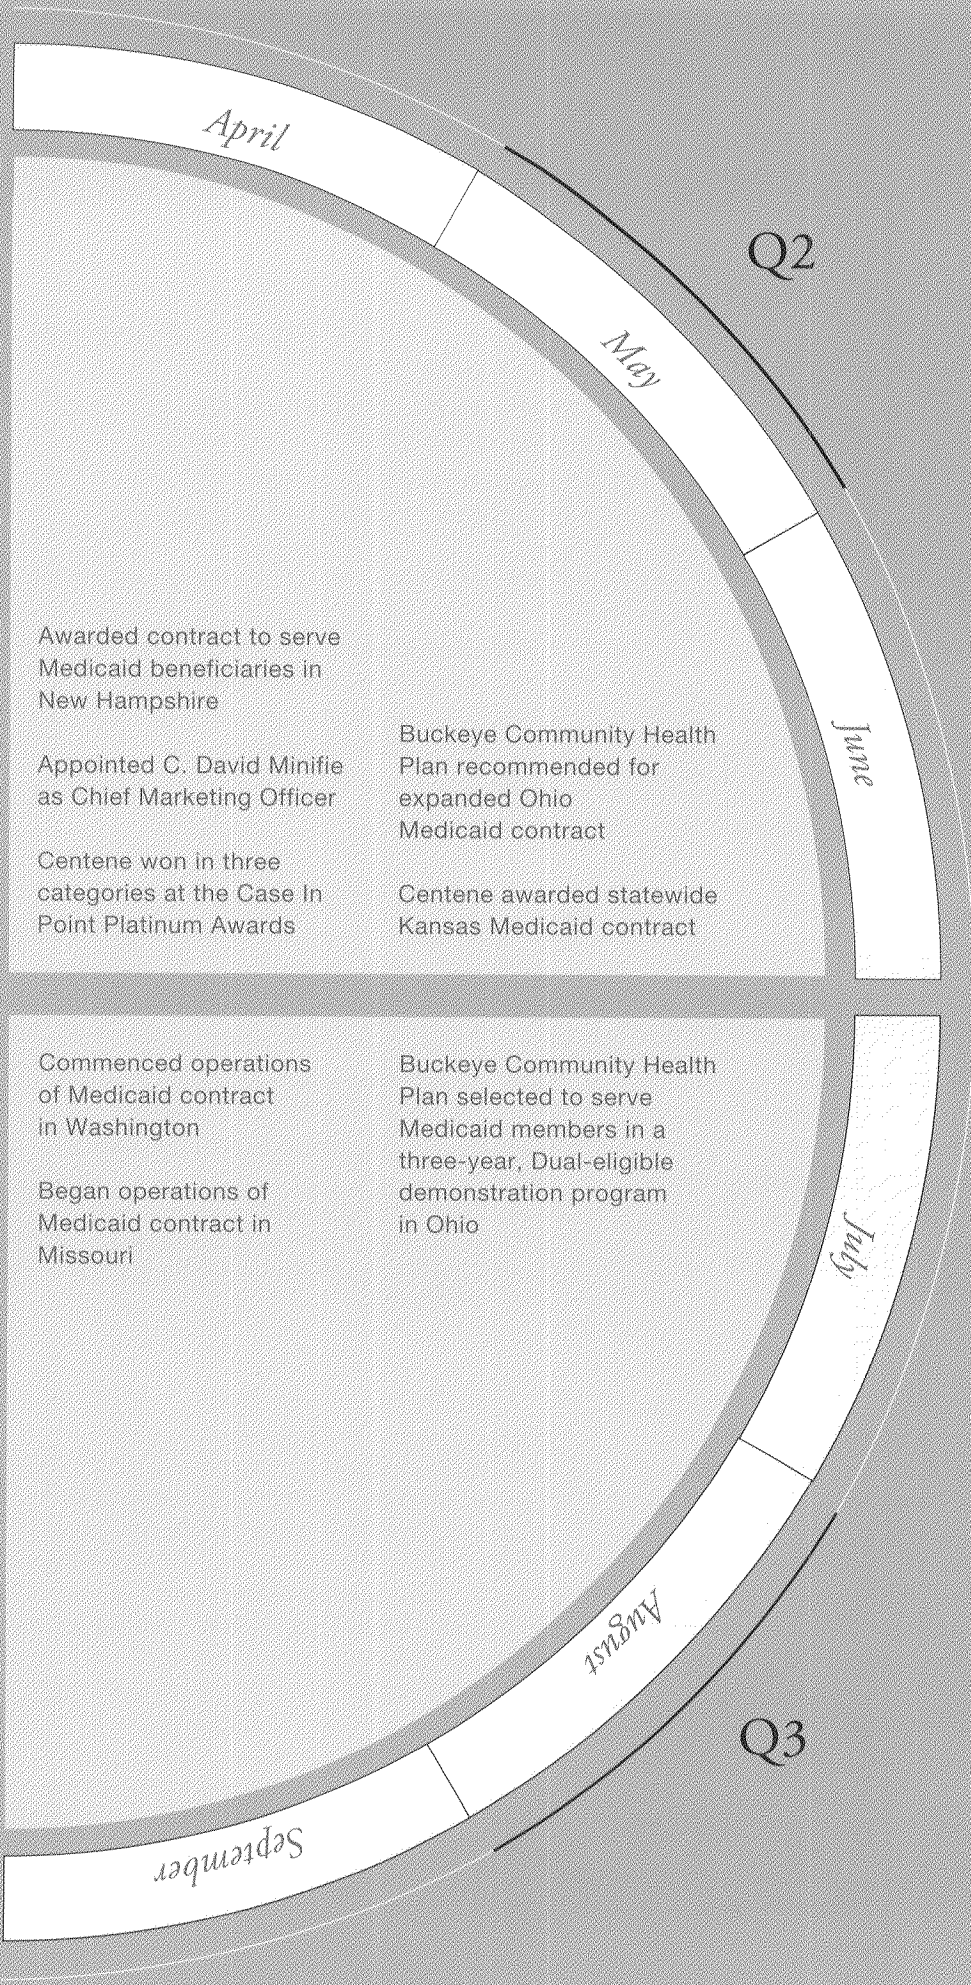 April
May
June
Q2
Awarded contract to serve
Medicaid beneficiaries in
New Hampshire
Appointed C. David Minifie
as Chief Marketing Officer
Centene won in three
categories at the Case In
Point Platinum Awards
Buckeye Community Health
Plan recommended for
expanded Ohio
Medicaid contract
Centene awarded statewide
Kansas Medicaid contract
Commenced operations
of Medicaid contract
in Washington
Began operations of
Medicaid contract in
Missouri
Buckeye Community Health
Plan selected to serve
Medicaid members in a
three-year, Dual-eligible
demonstration program
in Ohio
July
August
September
Q3